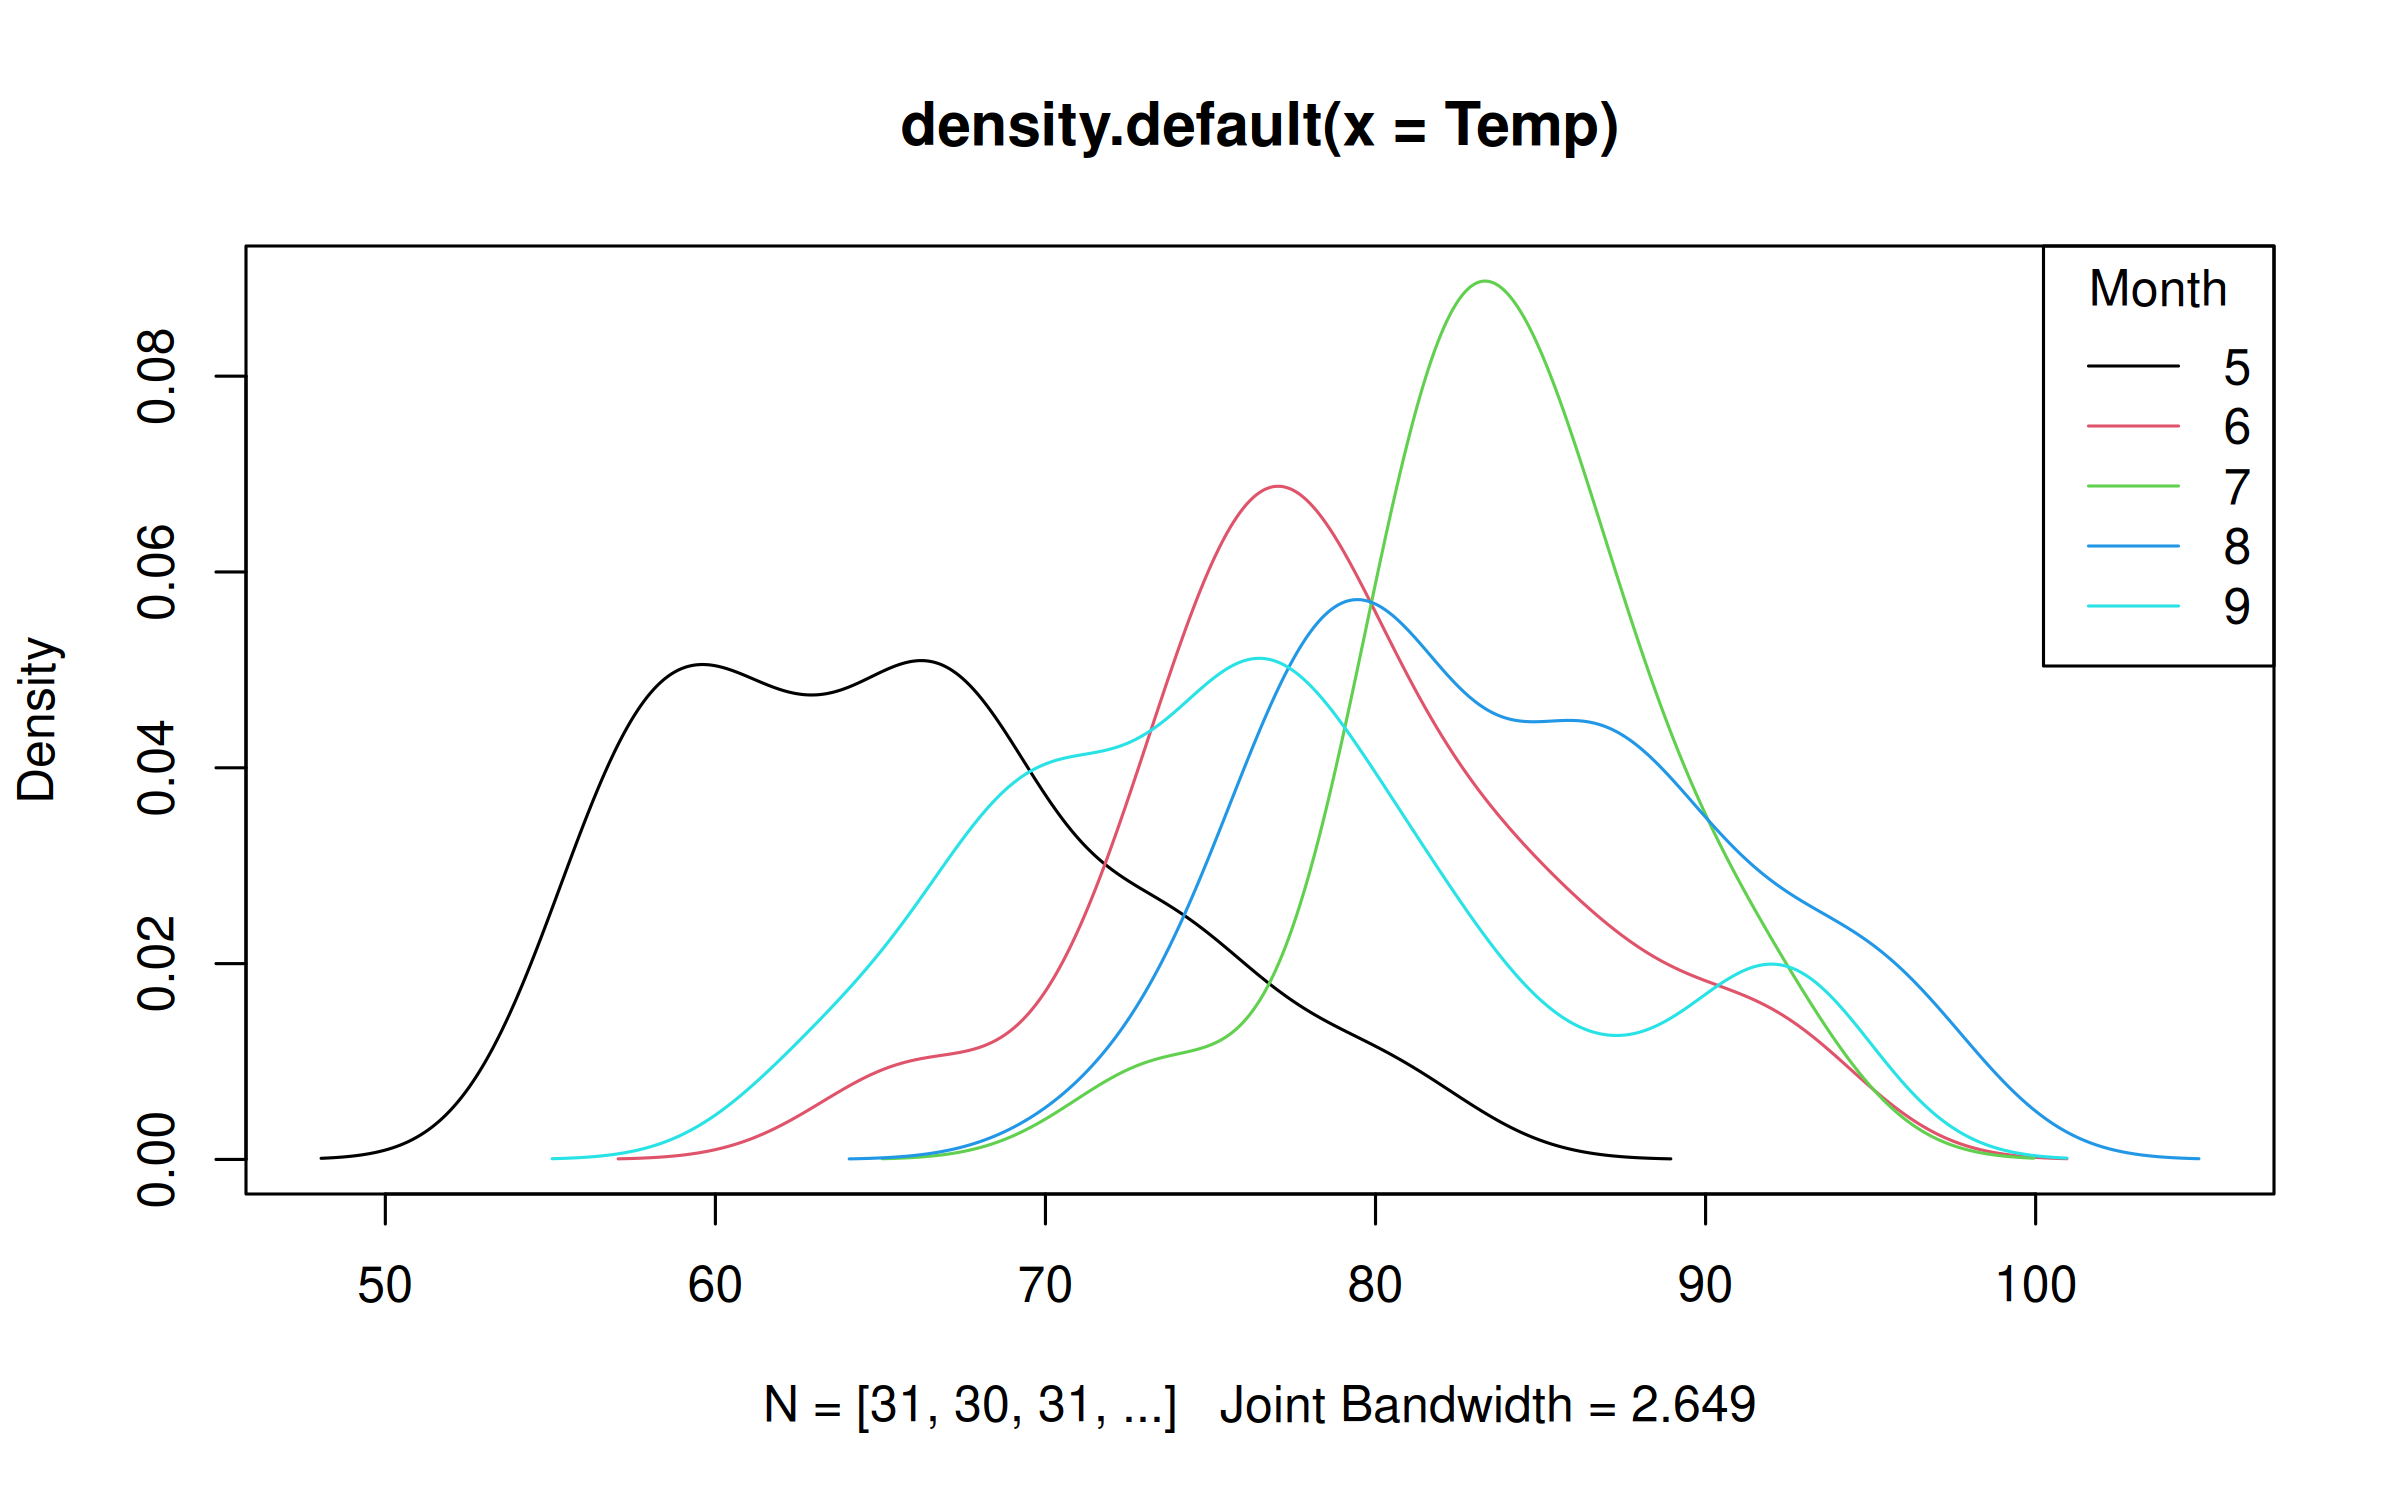 density.default(x = Temp)
Density
0.00
0.02
0.04
0.06
0.08
Month
5
6
7
8
9
50 60 70 80 90 100
N = [31, 30, 31, ...]   Joint Bandwidth = 2.649